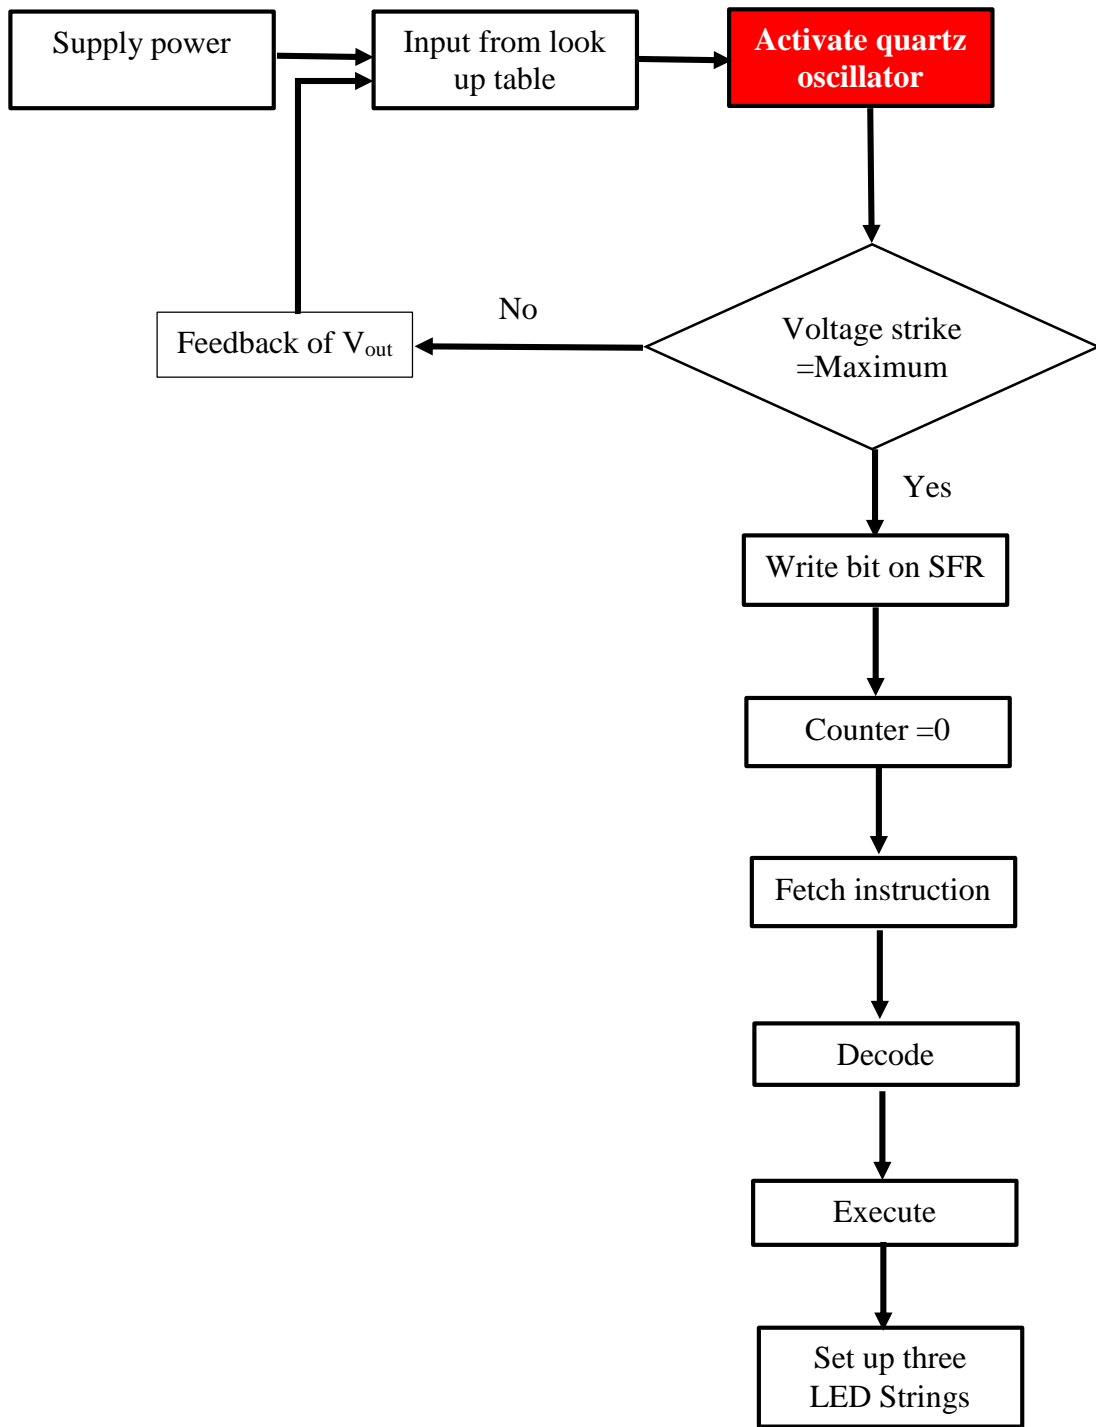 Supply power
Input from look
up table
Activate quartz
oscillator
No
Feedback of Vout
Voltage strike
=Maximum
Yes
Write bit on SFR
Counter =0
Fetch instruction
Decode
Execute
Set up three
LED Strings